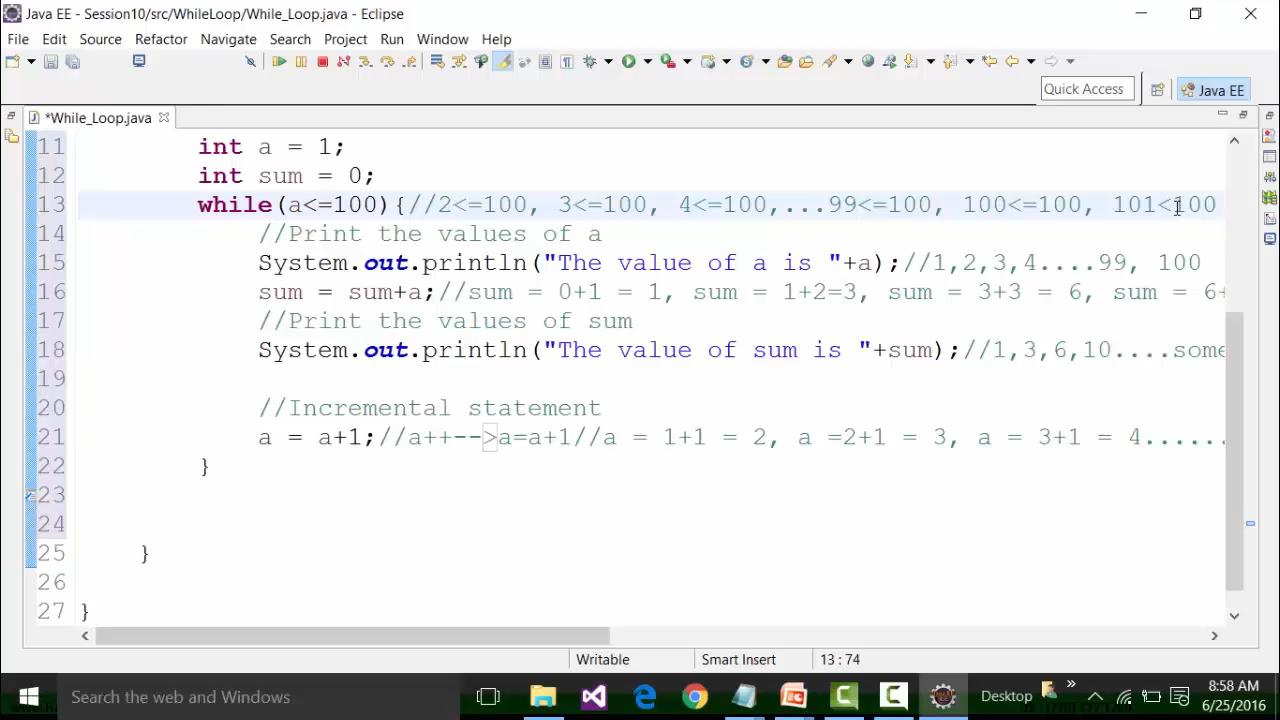 Java EE - Session10/src/WhileLoop/While_Loop.java - Eclipse
File Edit Source Refactor Navigate Search Project Run Window Help
Quick Access
Java EE
*While_Loop.java
11 int a = 1;
12 int sum = 0;
13 while(a<=100){//2<=100, 3<=100, 4<=100,...99<=100, 100<=100, 101<100
14 //Print the values of a
15 System.out.println("The value of a is "+a);//1,2,3,4....99, 100
16 sum = sum+a;//sum = 0+1 = 1, sum = 1+2=3, sum = 3+3 = 6, sum = 6+
17 //Print the values of sum
18 System.out.println("The value of sum is "+sum);//1,3,6,10....some
19
20 //Incremental statement
21 a = a+1;//a++-->a=a+1//a = 1+1 = 2, a =2+1 = 3, a = 3+1 = 4......
22 }
23
24
25 }
26
27 }
Writable Smart Insert 13 : 74
Search the web and Windows
Desktop
8:58 AM
6/25/2016